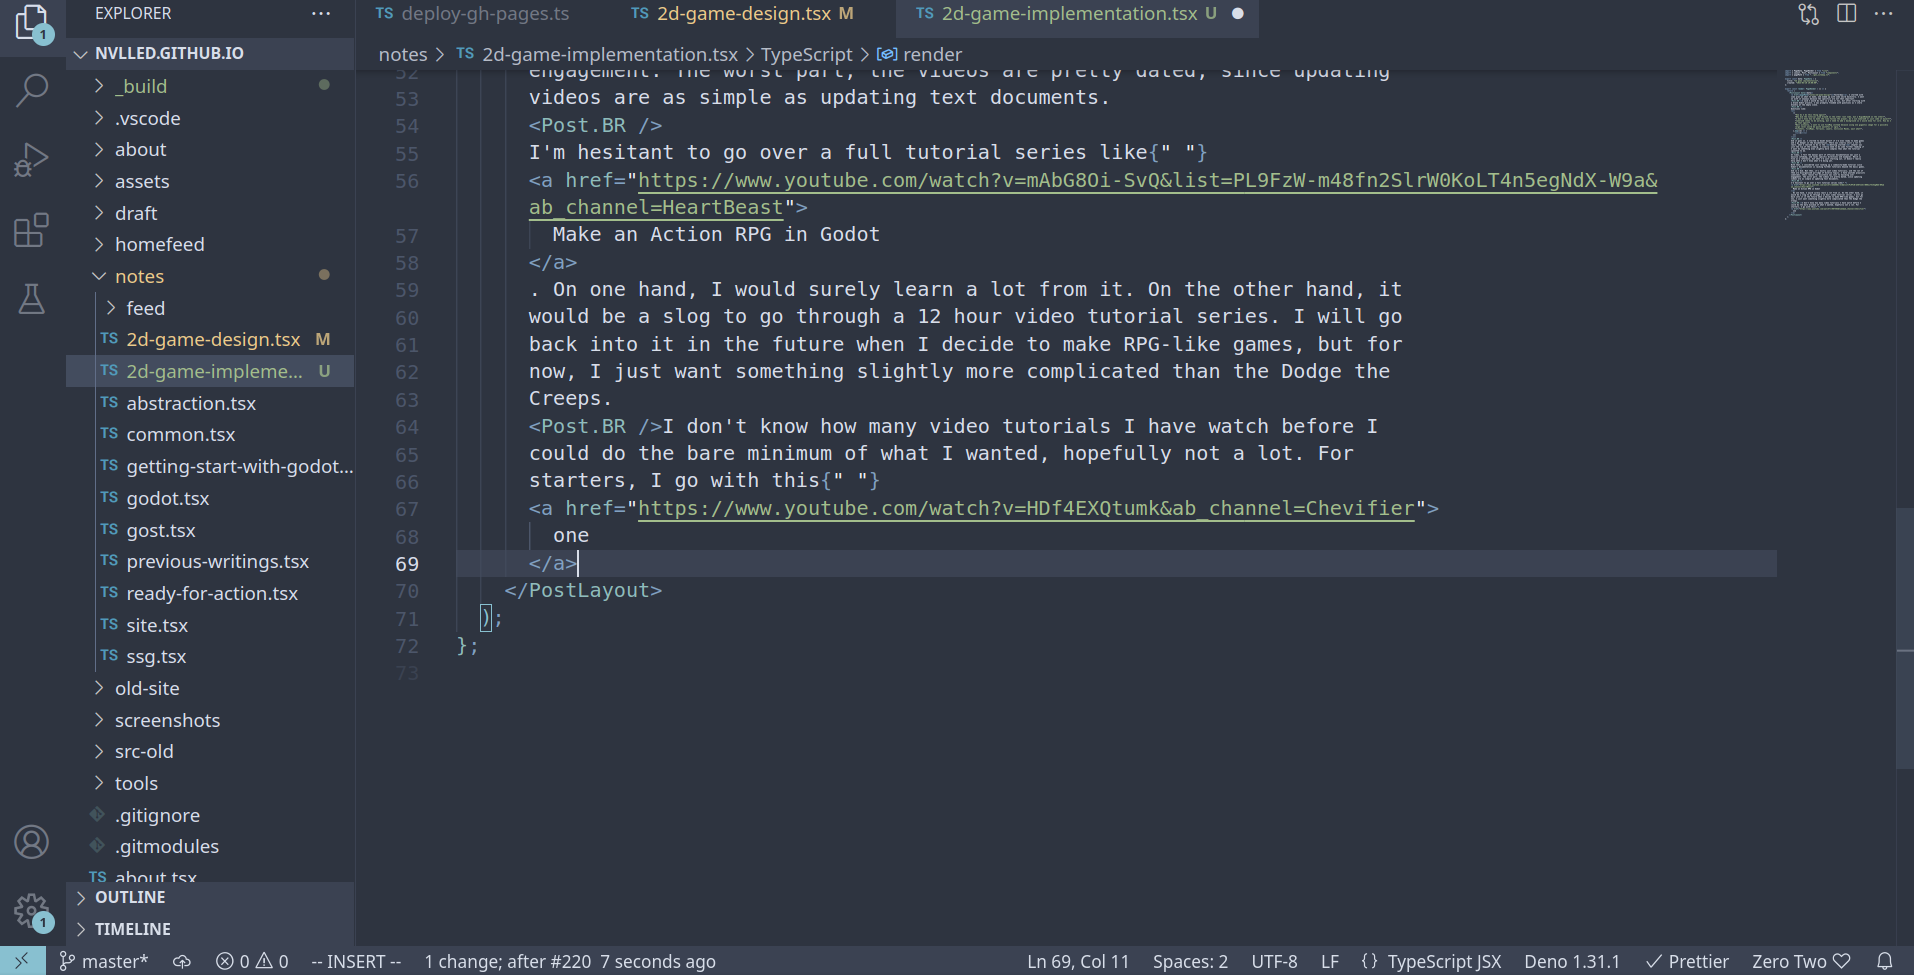 EXPLORER
NVLLED.GITHUB.IO
_build
.vscode
about
assets
draft
homefeed
notes
feed
TS 2d-game-design.tsx M
TS 2d-game-impleme... U
TS abstraction.tsx
TS common.tsx
TS getting-start-with-godot...
TS godot.tsx
TS gost.tsx
TS previous-writings.tsx
TS ready-for-action.tsx
TS site.tsx
TS ssg.tsx
old-site
screenshots
src-old
tools
.gitignore
.gitmodules
TS about.tsx
OUTLINE
TIMELINE
1
1
TS deploy-gh-pages.ts TS 2d-game-design.tsx M TS 2d-game-implementation.tsx U
notes > TS 2d-game-implementation.tsx > TypeScript > render
52 engagement. The worst part, the videos are pretty dated, since updating
53 videos are as simple as updating text documents.
54 <Post.BR />
55 I'm hesitant to go over a full tutorial series like{" "}
56 <a href="https://www.youtube.com/watch?v=mAbG8Oi-SvQ&list=PL9FzW-m48fn2SlrW0KoLT4n5egNdX-W9a&
ab_channel=HeartBeast">
57 Make an Action RPG in Godot
58 </a>
59 . On one hand, I would surely learn a lot from it. On the other hand, it
60 would be a slog to go through a 12 hour video tutorial series. I will go
61 back into it in the future when I decide to make RPG-like games, but for
62 now, I just want something slightly more complicated than the Dodge the
63 Creeps.
64 <Post.BR />I don't know how many video tutorials I have watch before I
65 could do the bare minimum of what I wanted, hopefully not a lot. For
66 starters, I go with this{" "}
67 <a href="https://www.youtube.com/watch?v=HDf4EXQtumk&ab_channel=Chevifier">
68 one
69 </a>
70 </PostLayout>
71 );
72 };
73
master* 0 0 -- INSERT -- 1 change; after #220 7 seconds ago Ln 69, Col 11 Spaces: 2 UTF-8 LF {} TypeScript JSX Deno 1.31.1 Prettier Zero Two ♡